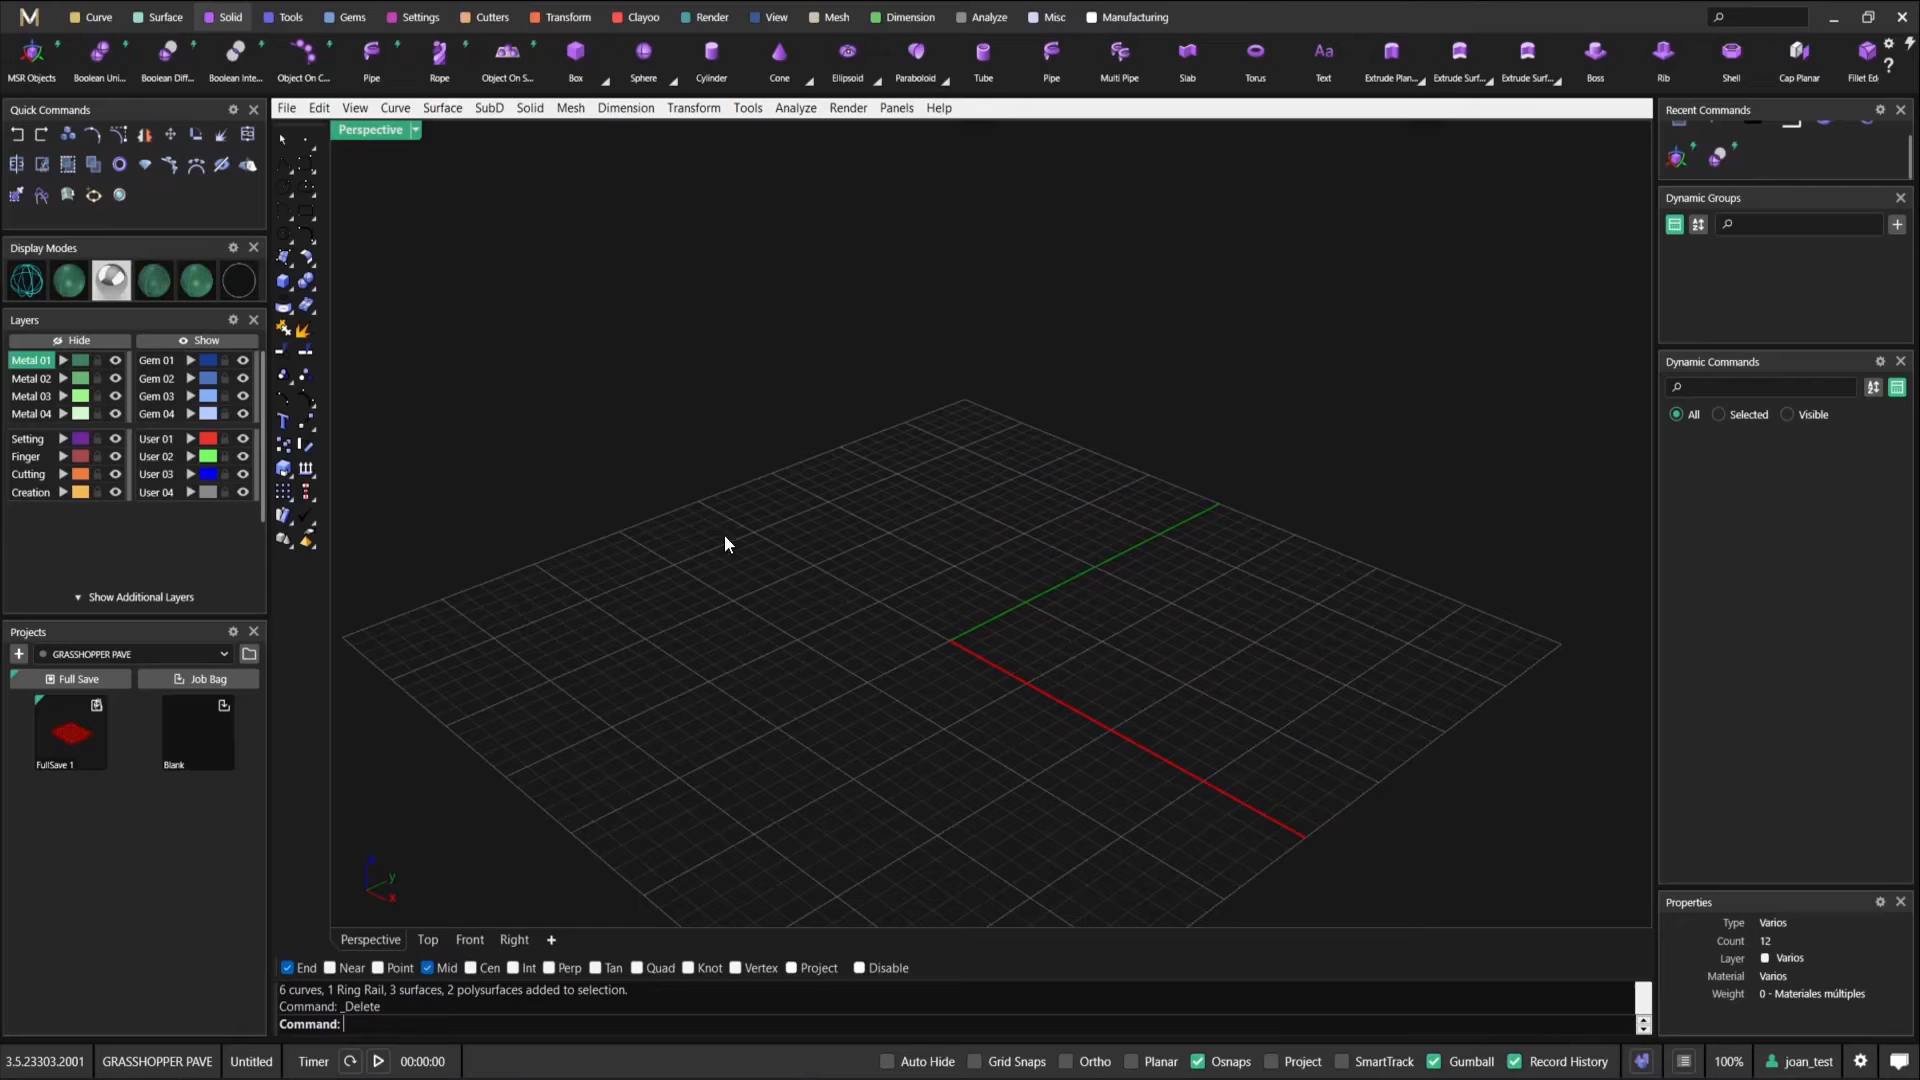 Curve Surface Solid Tools Gems Settings Cutters Transform Clayoo Render View Mesh Dimension Analyze Misc Manufacturing
MSR Objects Boolean Uni... Boolean Diff... Boolean Inte... Object On C... Pipe Rope Object On S... Box Sphere Cylinder Cone Ellipsoid Paraboloid Tube Pipe Multi Pipe Slab Torus Text Extrude Plan... Extrude Surf... Extrude Surf... Boss Rib Shell Cap Planar Fillet Ed
Quick Commands
File Edit View Curve Surface SubD Solid Mesh Dimension Transform Tools Analyze Render Panels Help
Perspective
Display Modes
Layers
Hide Show
Metal 01 Gem 01
Metal 02 Gem 02
Metal 03 Gem 03
Metal 04 Gem 04
Setting User 01
Finger User 02
Cutting User 03
Creation User 04
Show Additional Layers
Projects
GRASSHOPPER PAVE
Full Save Job Bag
FullSave 1 Blank
y
x
Perspective Top Front Right
End Near Point Mid Cen Int Perp Tan Quad Knot Vertex Project Disable
6 curves, 1 Ring Rail, 3 surfaces, 2 polysurfaces added to selection.
Command: _Delete
Command:
Recent Commands
Dynamic Groups
Dynamic Commands
All Selected Visible
Properties
Type Varios
Count 12
Layer Varios
Material Varios
Weight 0 - Materiales múltiples
3.5.23303.2001 GRASSHOPPER PAVE Untitled Timer 00:00:00 Auto Hide Grid Snaps Ortho Planar Osnaps Project SmartTrack Gumball Record History 100% joan_test